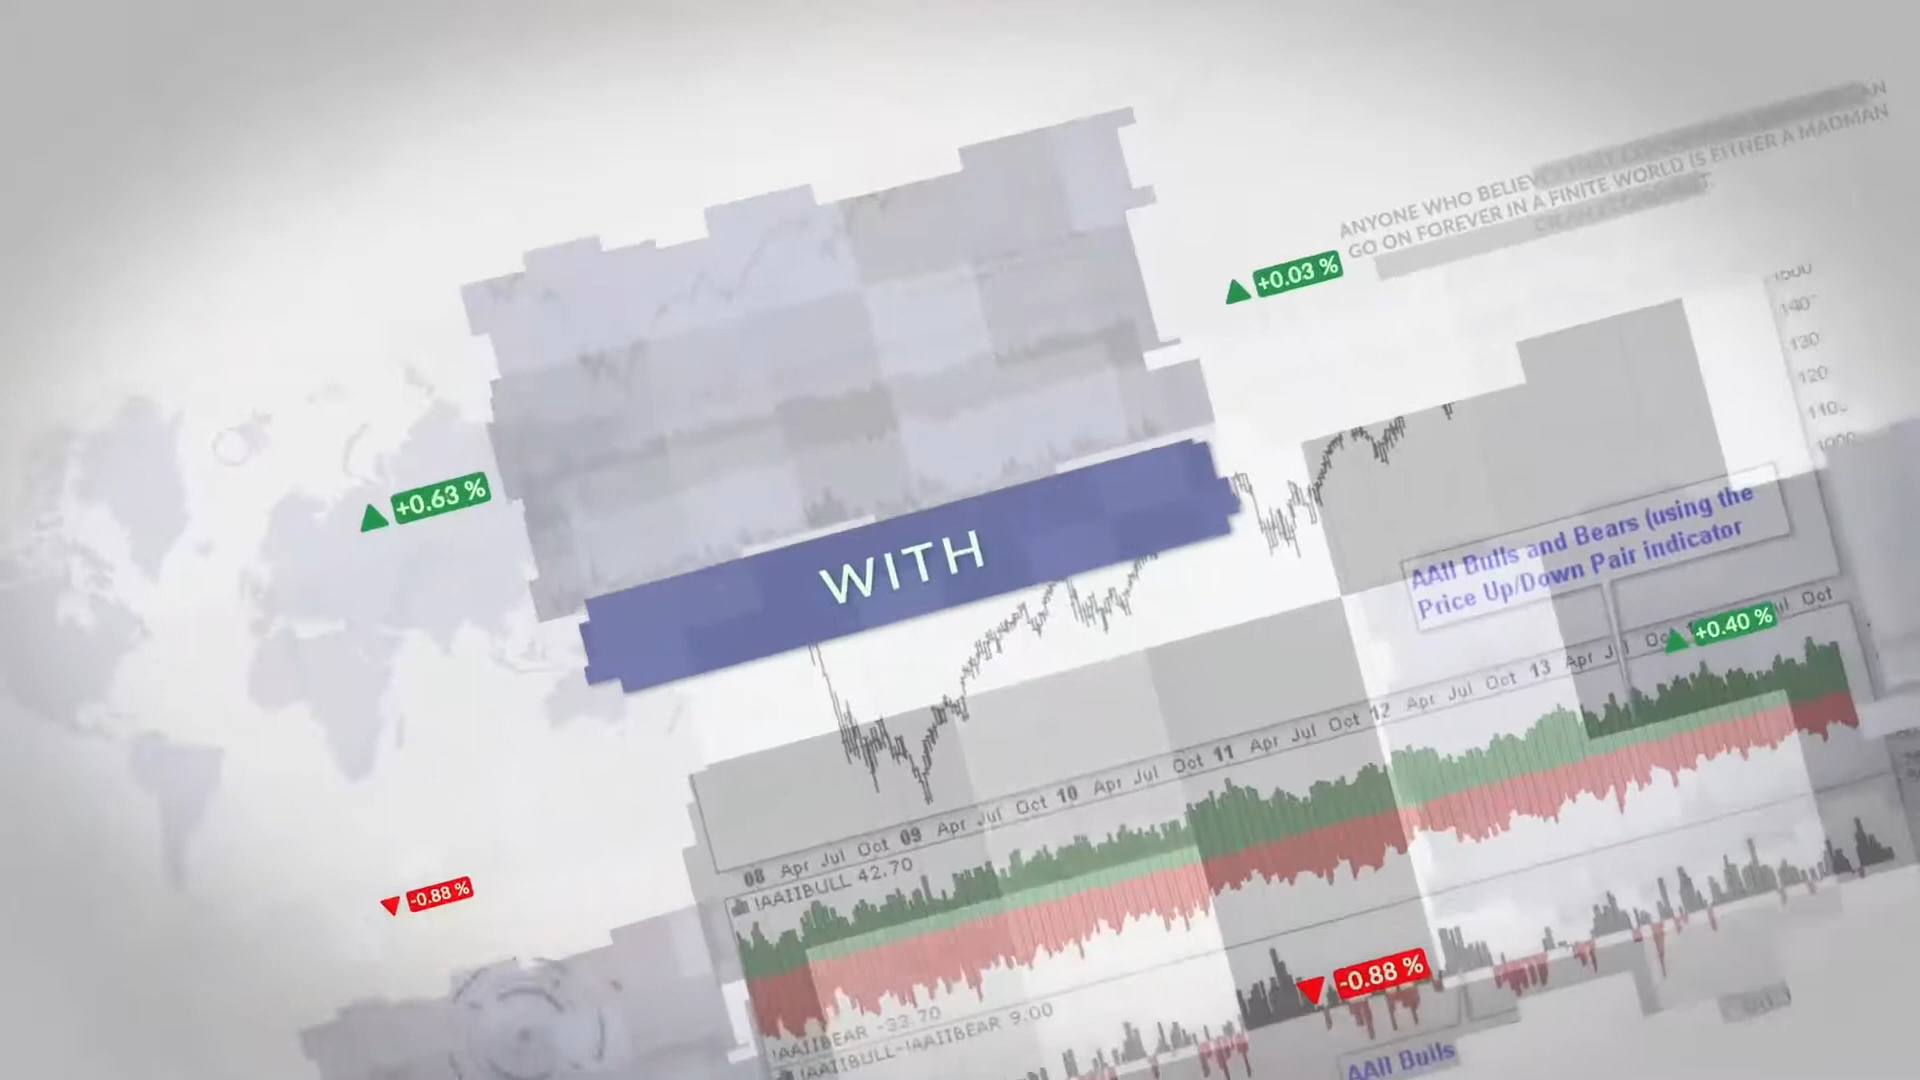 ANYONE WHO BELIEV
GO ON FOREVER IN A FINITE WORLD IS EITHER A MADMAN
+0.03 %
+0.63 %
WITH
130
120
AAII Bulls and Bears (using the
Price Up/Down Pair indicator
+0.40 %
08 Apr Jul Oct 09 Apr Jul Oct 10 Apr Jul Oct 11 Apr Jul Oct 12 Apr Jul Oct 13 Apr Oct
!AAIIBULL 42.70
-0.88 %
-0.88 %
!AAIIBEAR -33.70
!AAIIBULL-!AAIIBEAR 9.00
AAII Bulls